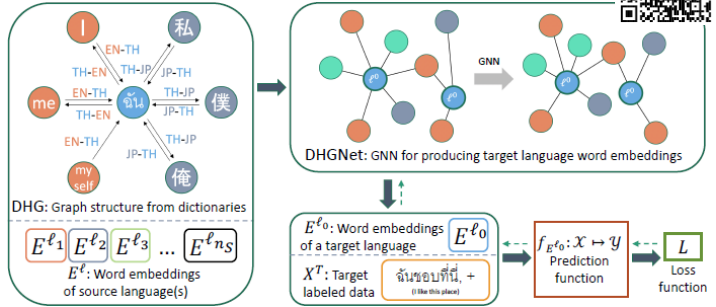 I
私
EN-TH
TH-EN
TH-JP
JP-TH
me
EN-TH
TH-EN
ฉัน
TH-JP
JP-TH
僕
EN-TH
TH-JP
JP-TH
my
self
俺
DHG: Graph structure from dictionaries
E^ℓ1 E^ℓ2 E^ℓ3 ... E^ℓnS
E^ℓ: Word embeddings
of source language(s)
ℓ⁰
ℓ⁰
GNN
ℓ⁰
ℓ⁰
DHGNet: GNN for producing target language word embeddings
E^ℓ0: Word embeddings
of a target language
E^ℓ0
X^T: Target
labeled data
ฉันชอบที่นี่, +
(I like this place)
f_E^ℓ0: X ↦ Y
Prediction
function
L
Loss
function